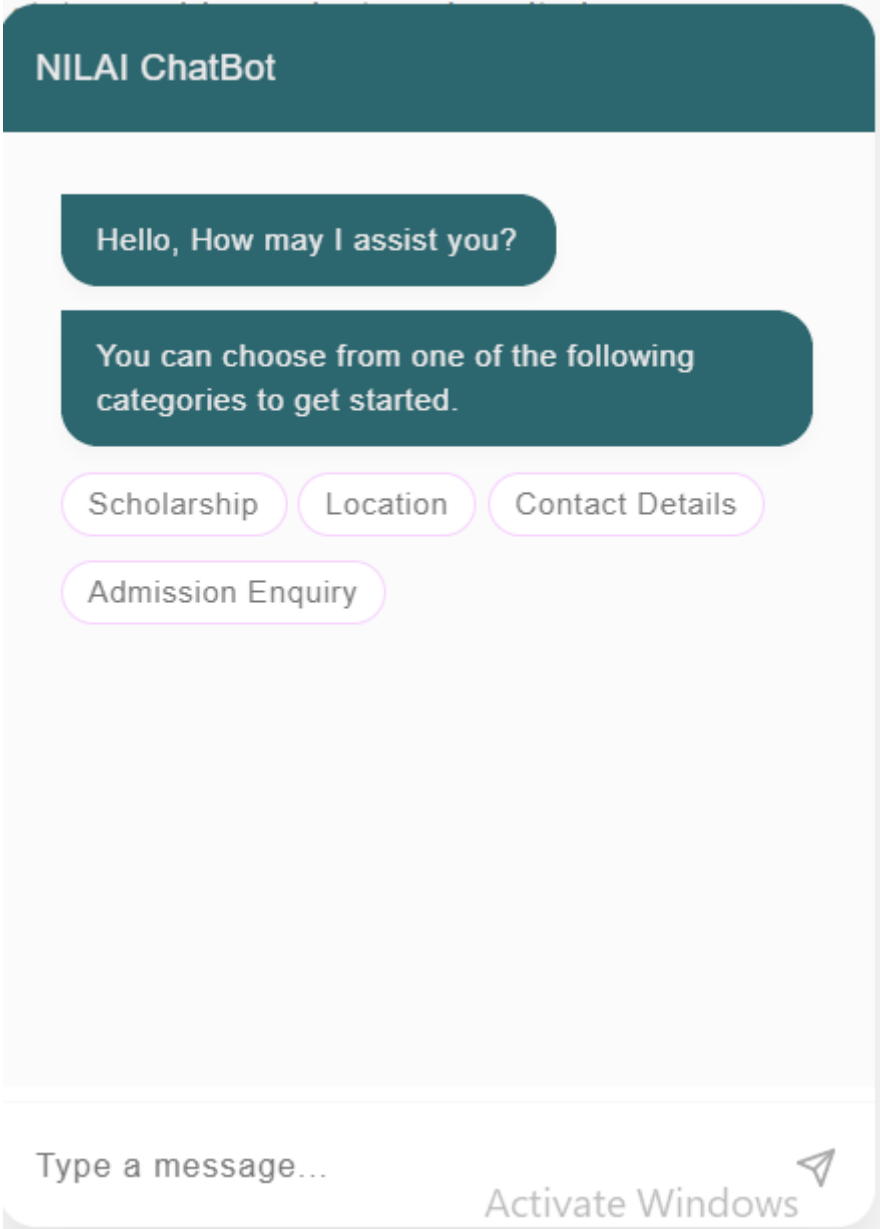 NILAI ChatBot
Hello, How may I assist you?
You can choose from one of the following
categories to get started.
Scholarship Location Contact Details
Admission Enquiry
Type a message...
Activate Windows